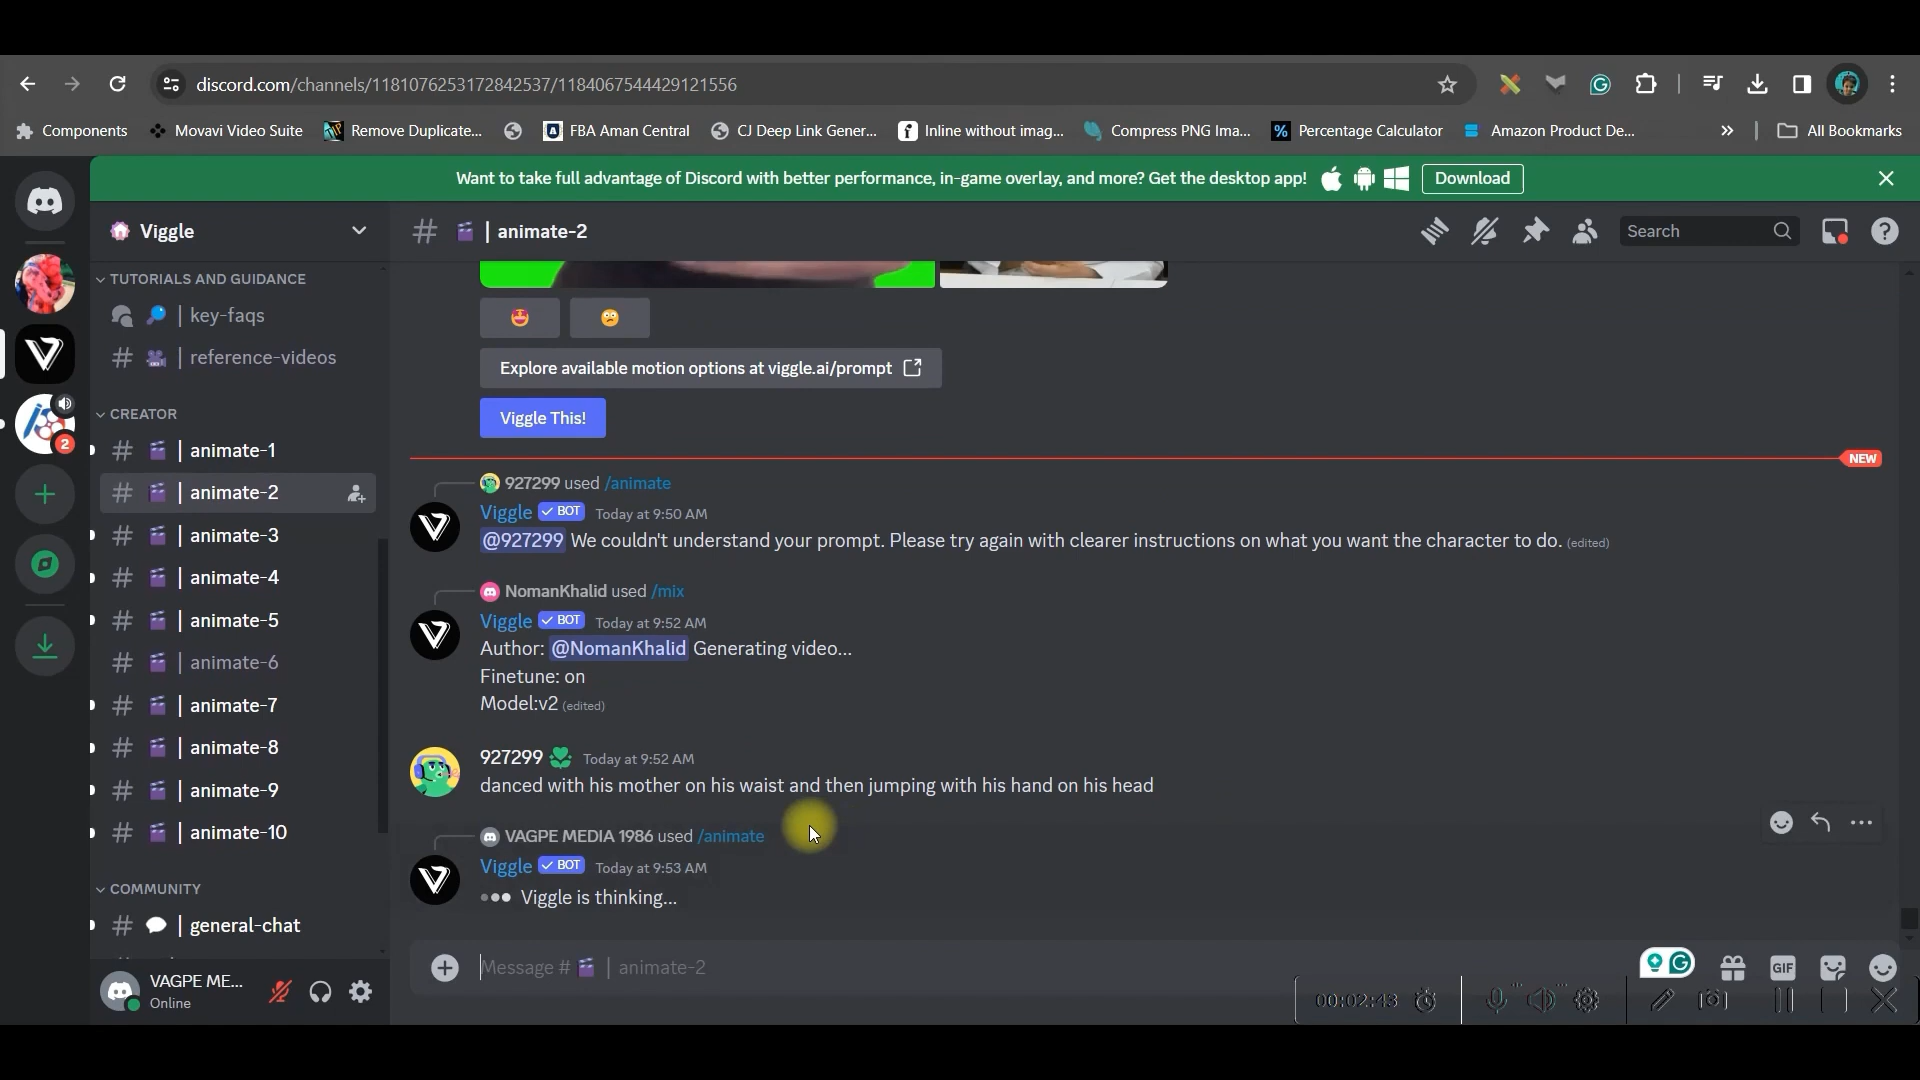 discord.com/channels/1181076253172842537/1184067544429121556
Components
Movavi Video Suite
Remove Duplicate...
FBA Aman Central
CJ Deep Link Gener...
Inline without imag...
Compress PNG Ima...
Percentage Calculator
Amazon Product De...
»
All Bookmarks
Want to take full advantage of Discord with better performance, in-game overlay, and more? Get the desktop app!
Download
Viggle
# | animate-2
Search
TUTORIALS AND GUIDANCE
| key-faqs
# | reference-videos
CREATOR
# | animate-1
# | animate-2
# | animate-3
# | animate-4
# | animate-5
# | animate-6
# | animate-7
# | animate-8
# | animate-9
# | animate-10
COMMUNITY
# | general-chat
2
VAGPE ME...
Online
Explore available motion options at viggle.ai/prompt
Viggle This!
NEW
927299 used /animate
Viggle ✓ BOT Today at 9:50 AM
@927299 We couldn't understand your prompt. Please try again with clearer instructions on what you want the character to do. (edited)
NomanKhalid used /mix
Viggle ✓ BOT Today at 9:52 AM
Author: @NomanKhalid Generating video...
Finetune: on
Model:v2 (edited)
927299 Today at 9:52 AM
danced with his mother on his waist and then jumping with his hand on his head
VAGPE MEDIA 1986 used /animate
Viggle ✓ BOT Today at 9:53 AM
Viggle is thinking...
Message # | animate-2
GIF
00:02:43